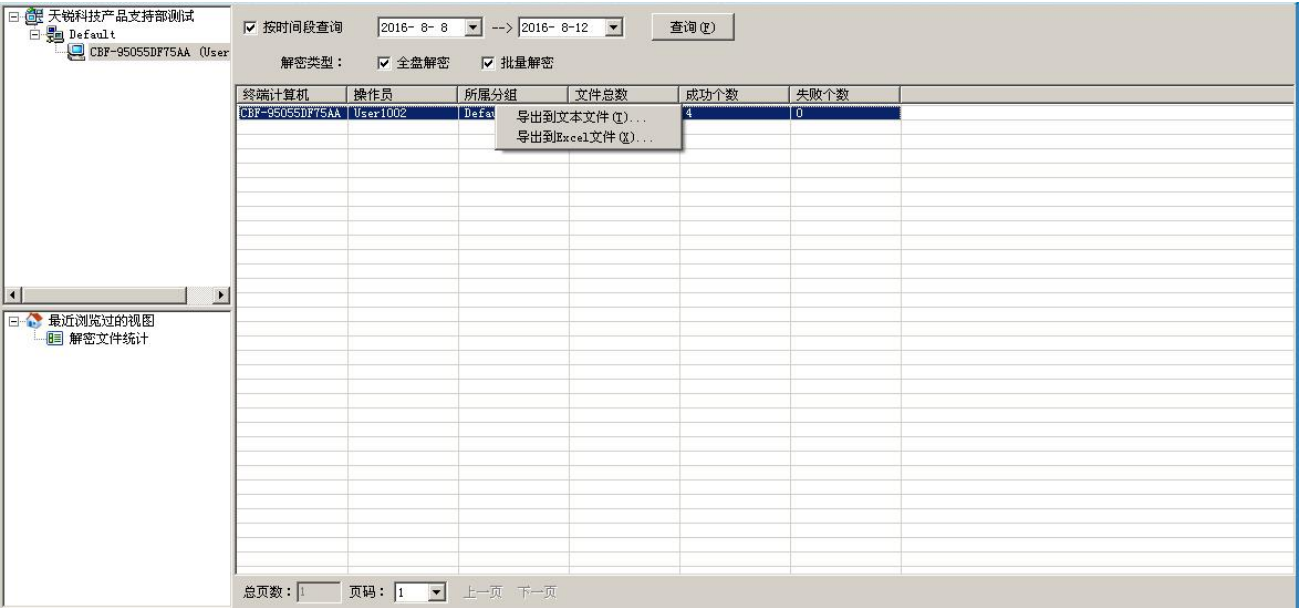 天锐科技产品支持部测试
Default
CBF-95055DF75AA (User
最近浏览过的视图
解密文件统计
按时间段查询 2016- 8- 8 --> 2016- 8-12 查询(F)
解密类型： 全盘解密 批量解密
终端计算机 操作员 所属分组 文件总数 成功个数 失败个数
CBF-95055DF75AA User1002 Defau 4 0
导出到文本文件(T)...
导出到Excel文件(X)...
总页数： 1 页码： 1 上一页 下一页